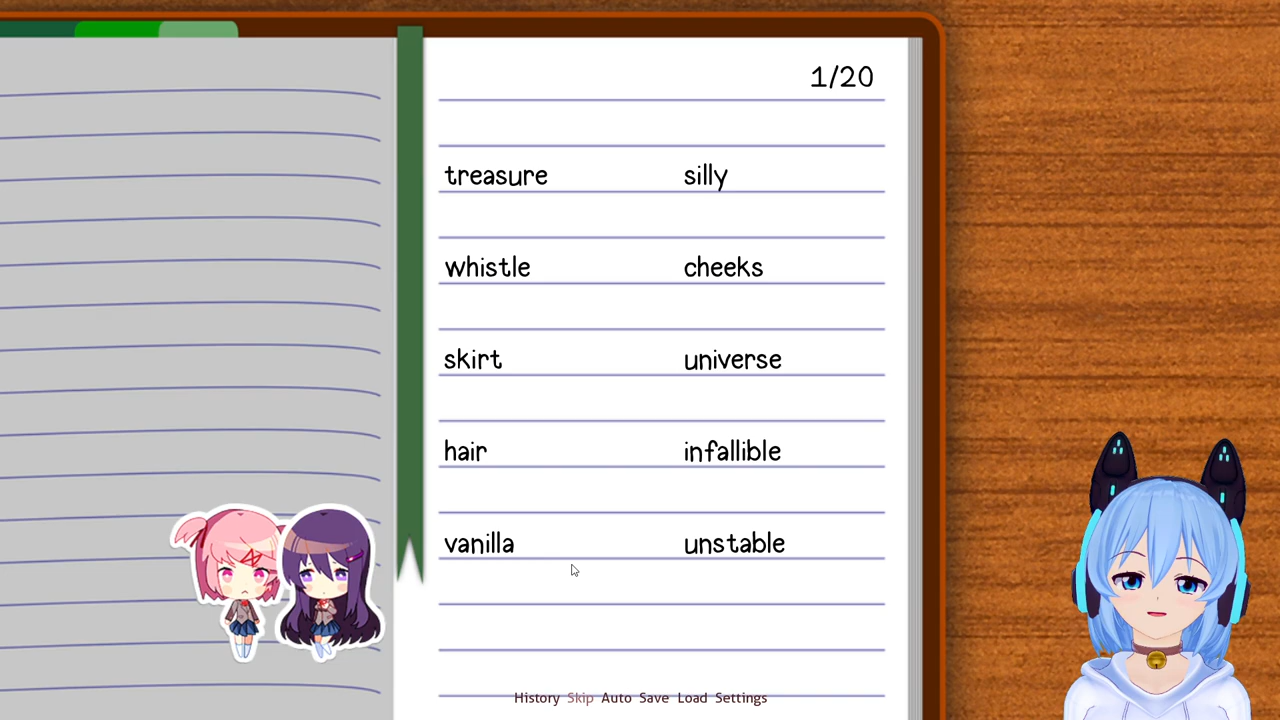 1/20
treasure silly
whistle cheeks
skirt universe
hair infallible
vanilla unstable
History Skip Auto Save Load Settings